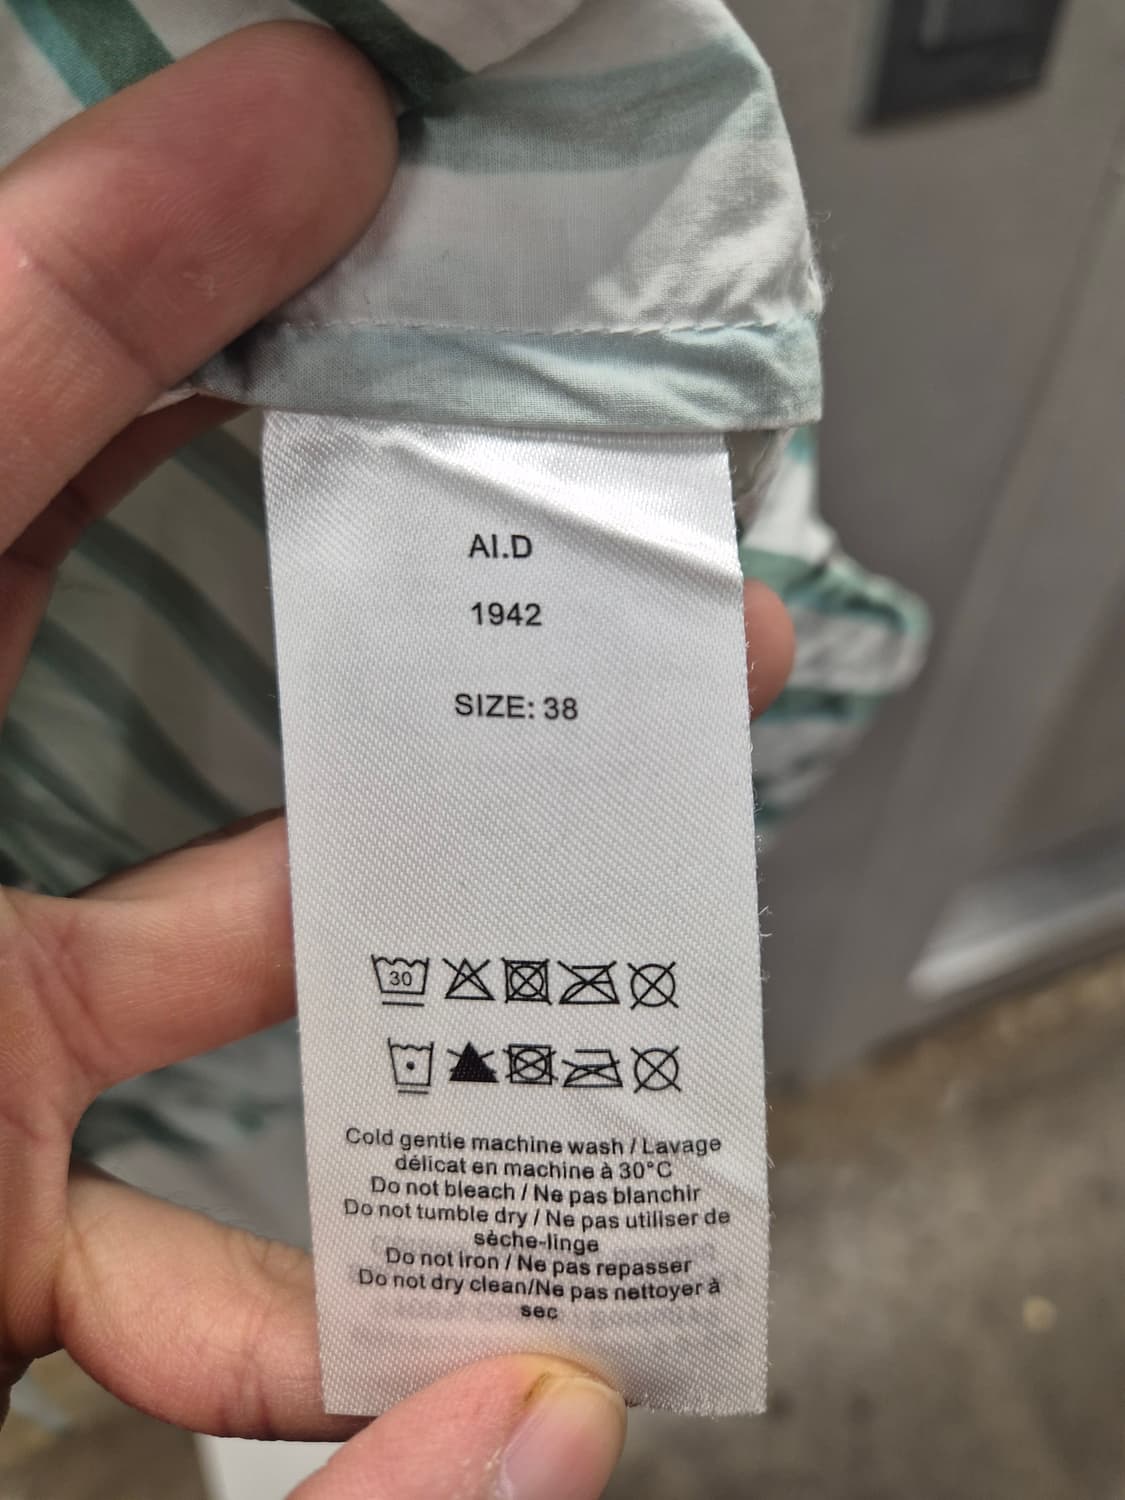 AI.D
1942
SIZE: 38
30
Cold gentie machine wash / Lavage
délicat en machine à 30°C
Do not bleach / Ne pas blanchir
Do not tumble dry / Ne pas utiliser de
sèche-linge
Do not iron / Ne pas repasser
Do not dry clean/Ne pas nettoyer à
sec